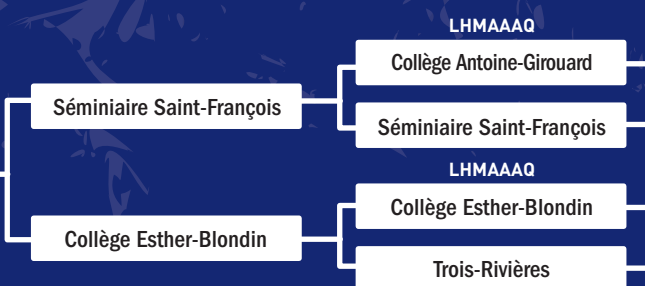 LHMAAAQ
Collège Antoine-Girouard
Séminiaire Saint-François
Séminiaire Saint-François
LHMAAAQ
Collège Esther-Blondin
Collège Esther-Blondin
Trois-Rivières